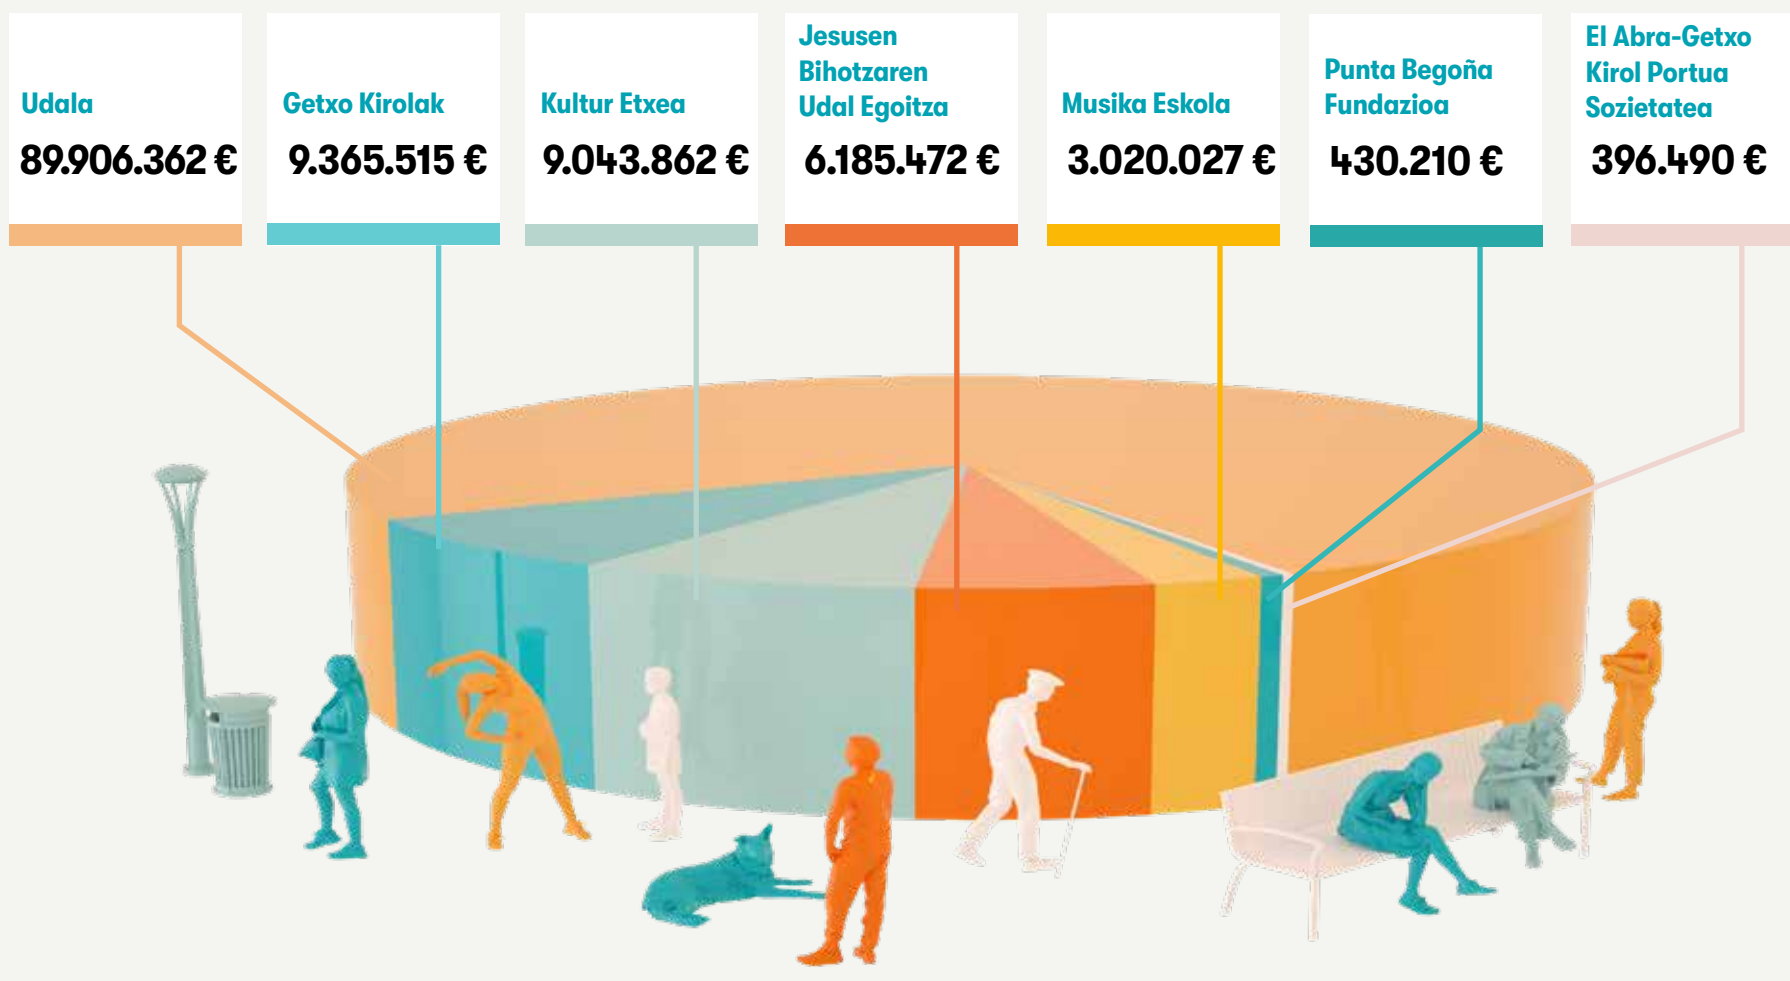 Udala
89.906.362 €
Getxo Kirolak
9.365.515 €
Kultur Etxea
9.043.862 €
Jesusen
Bihotzaren
Udal Egoitza
6.185.472 €
Musika Eskola
3.020.027 €
Punta Begoña
Fundazioa
430.210 €
El Abra-Getxo
Kirol Portua
Sozietatea
396.490 €